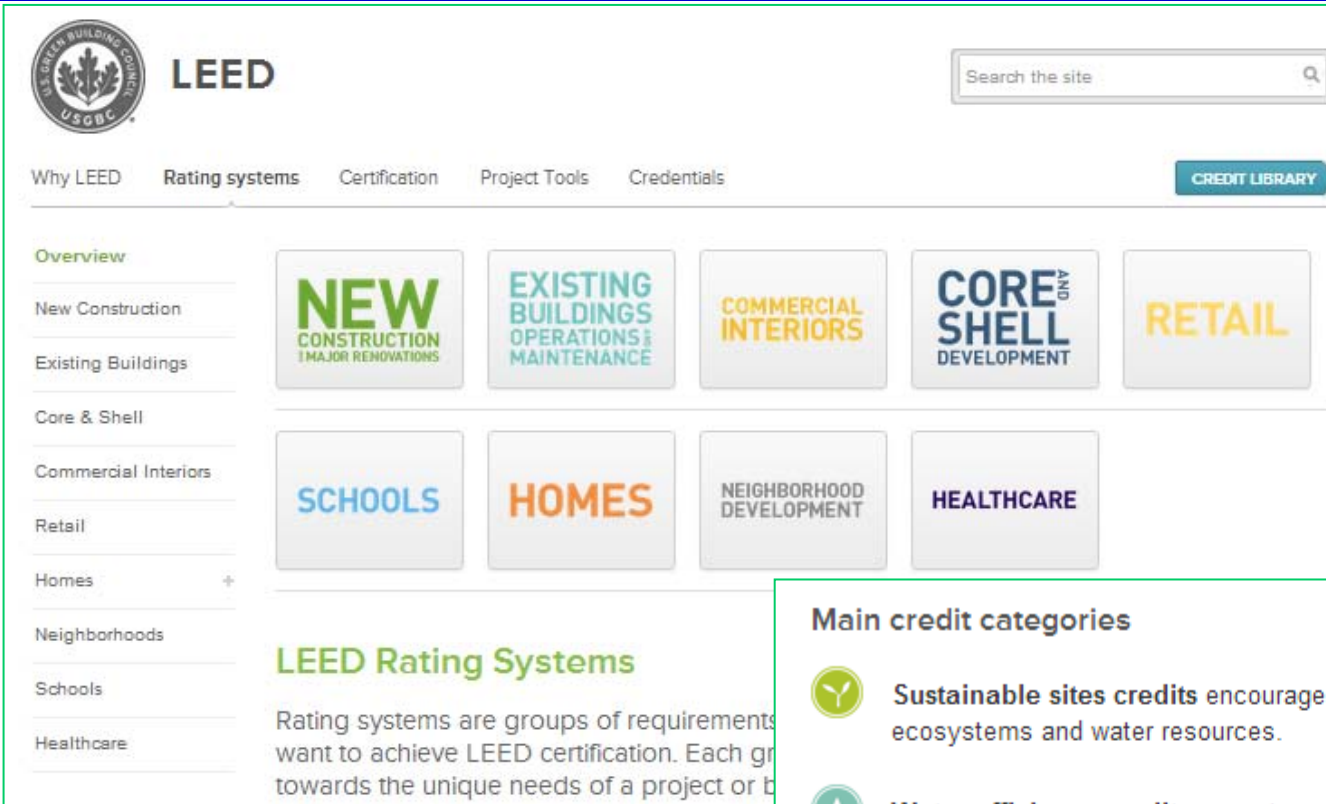 U.S. GREEN BUILDING COUNCIL
USGBC
LEED
Search the site
Why LEED Rating systems Certification Project Tools Credentials
CREDIT LIBRARY
Overview
New Construction
Existing Buildings
Core & Shell
Commercial Interiors
Retail
Homes
Neighborhoods
Schools
Healthcare
NEW
CONSTRUCTION
& MAJOR RENOVATIONS
EXISTING
BUILDINGS
OPERATIONS AND
MAINTENANCE
COMMERCIAL
INTERIORS
CORE AND
SHELL
DEVELOPMENT
RETAIL
SCHOOLS
HOMES
NEIGHBORHOOD
DEVELOPMENT
HEALTHCARE
LEED Rating Systems
Rating systems are groups of requirements
want to achieve LEED certification. Each
towards the unique needs of a project or
Main credit categories
Sustainable sites credits encourage
ecosystems and water resources.